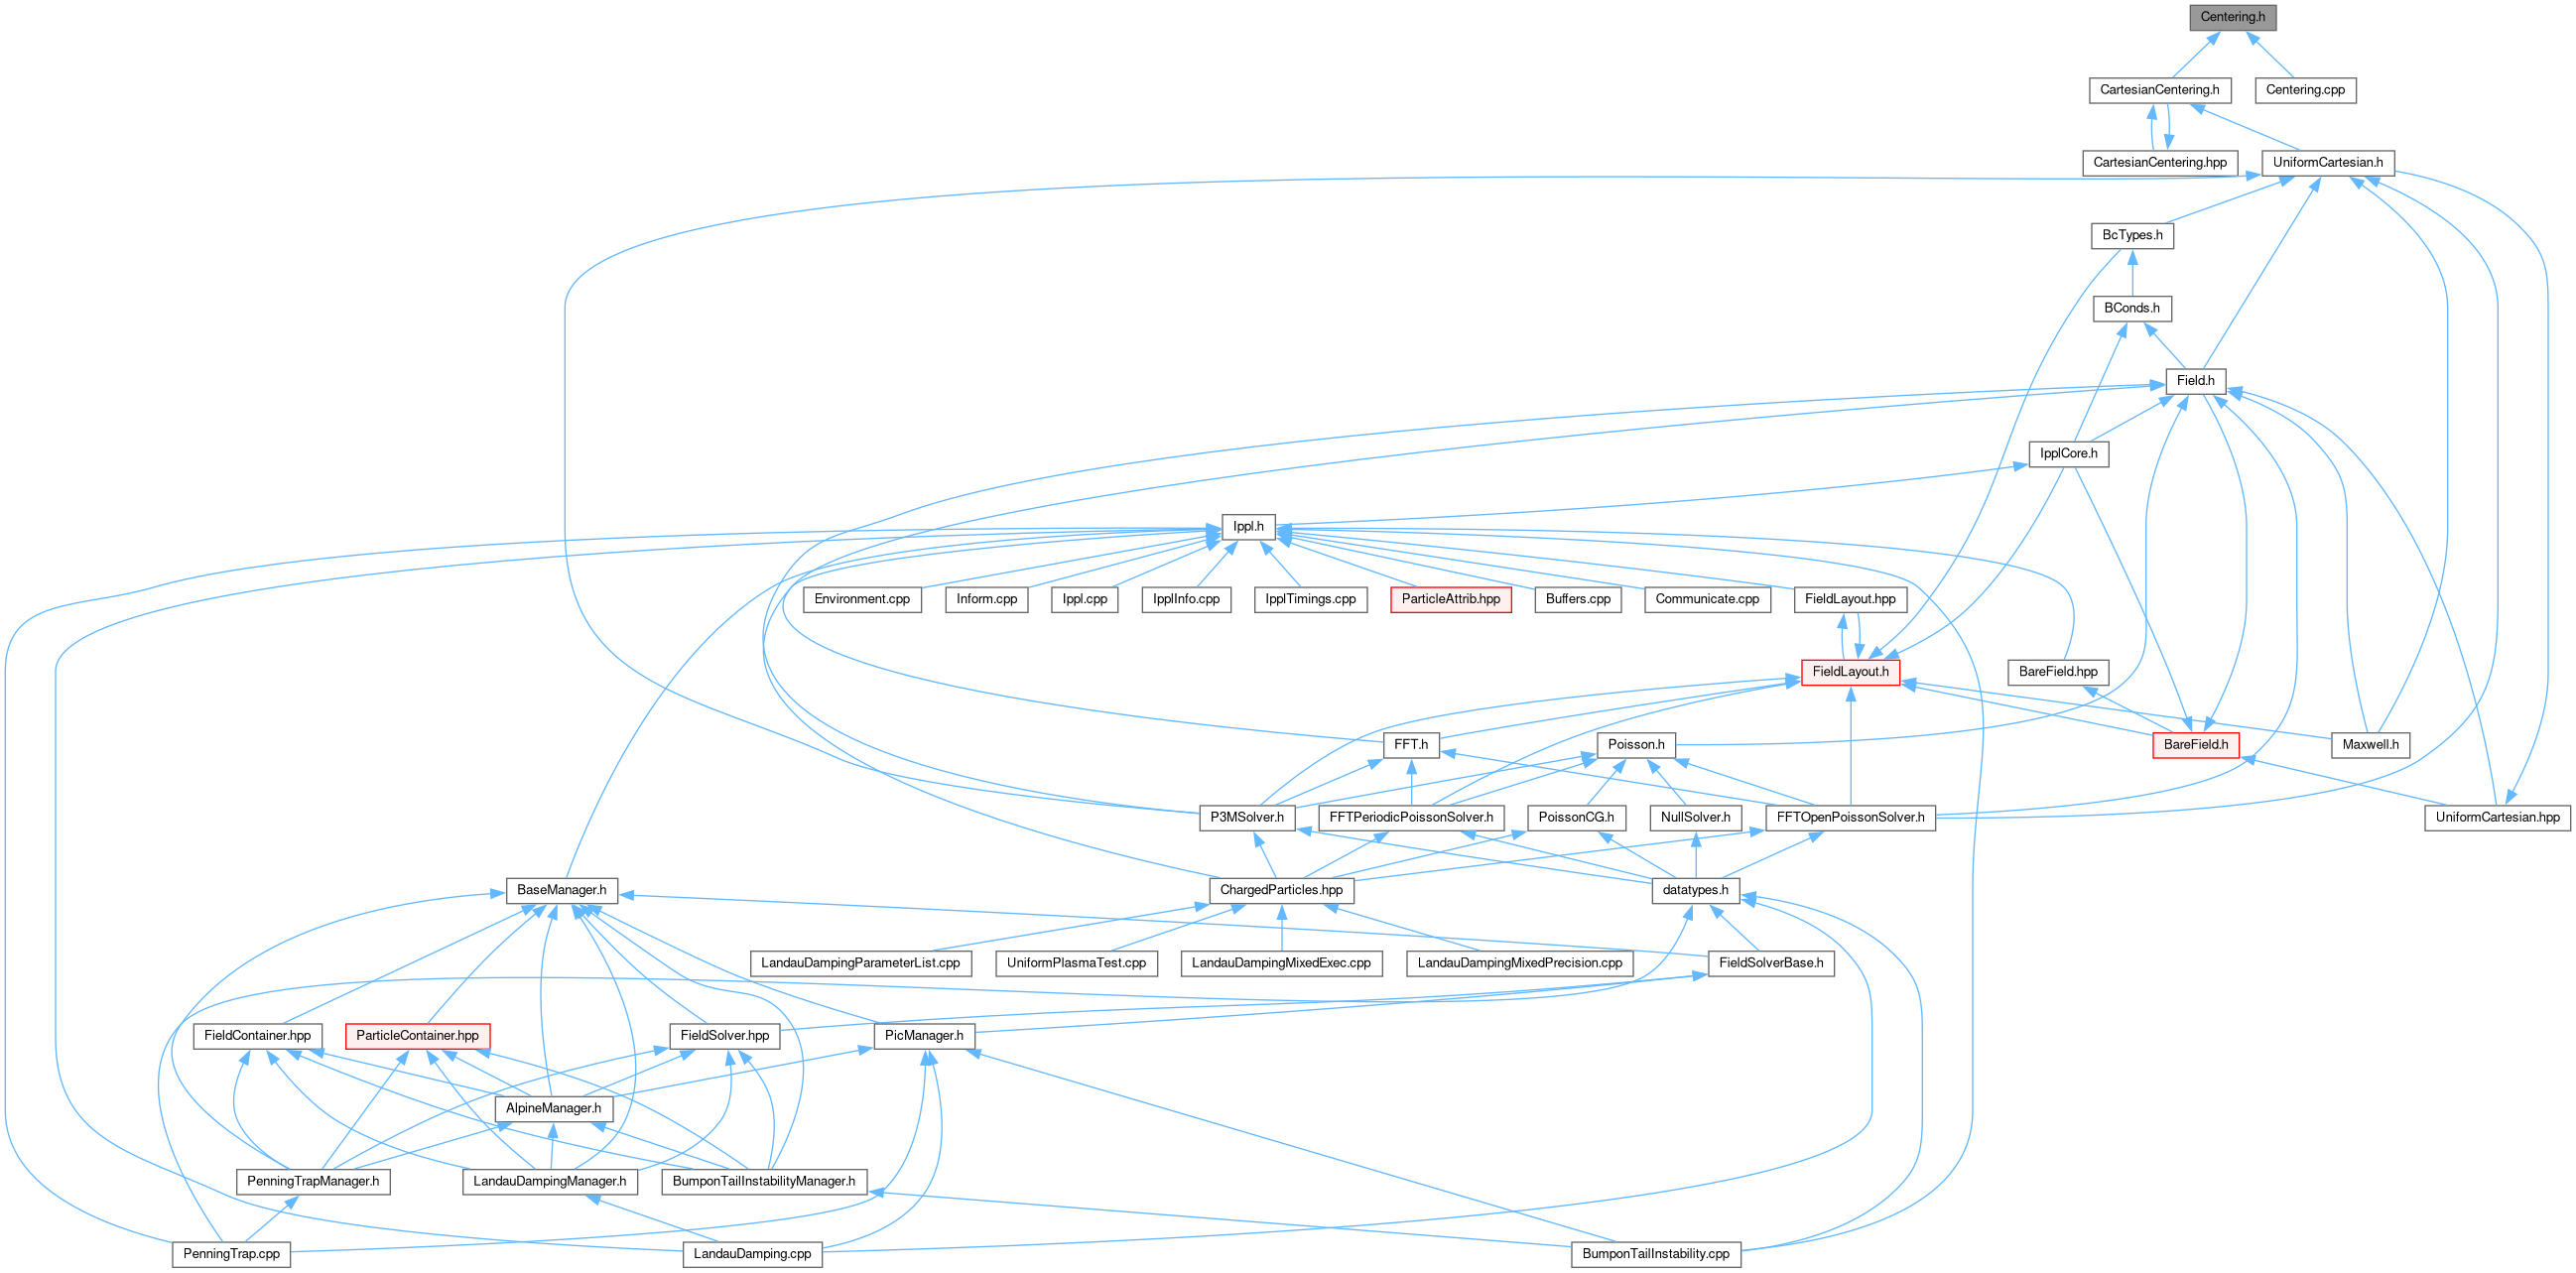 Centering.h
CartesianCentering.h
Centering.cpp
CartesianCentering.hpp
UniformCartesian.h
BcTypes.h
BConds.h
Field.h
IpplCore.h
Ippl.h
Environment.cpp
Inform.cpp
Ippl.cpp
IpplInfo.cpp
IpplTimings.cpp
ParticleAttrib.hpp
Buffers.cpp
Communicate.cpp
FieldLayout.hpp
FieldLayout.h
BareField.hpp
FFT.h
Poisson.h
BareField.h
Maxwell.h
P3MSolver.h
FFTPeriodicPoissonSolver.h
PoissonCG.h
NullSolver.h
FFTOpenPoissonSolver.h
UniformCartesian.hpp
BaseManager.h
ChargedParticles.hpp
datatypes.h
LandauDampingParameterList.cpp
UniformPlasmaTest.cpp
LandauDampingMixedExec.cpp
LandauDampingMixedPrecision.cpp
FieldSolverBase.h
FieldContainer.hpp
ParticleContainer.hpp
FieldSolver.hpp
PicManager.h
AlpineManager.h
PenningTrapManager.h
LandauDampingManager.h
BumponTailInstabilityManager.h
PenningTrap.cpp
LandauDamping.cpp
BumponTailInstability.cpp